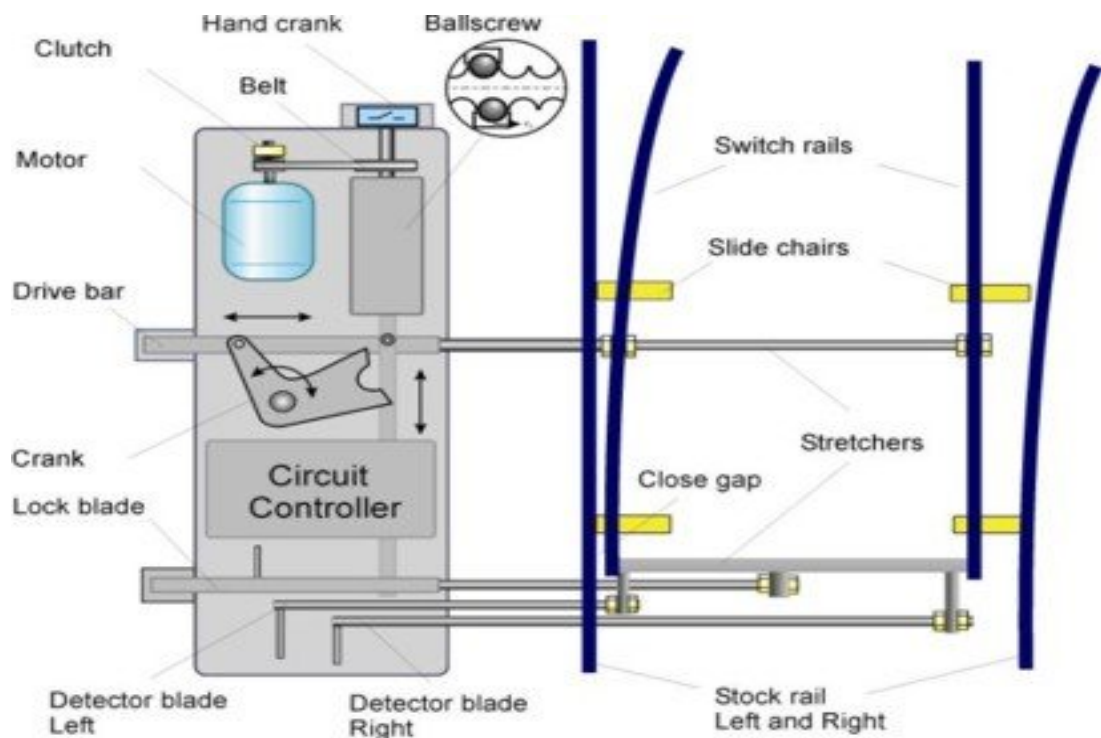 Hand crank
Ballscrew
Clutch
Belt
Motor
Switch rails
Slide chairs
Drive bar
Crank
Stretchers
Circuit
Controller
Close gap
Lock blade
Detector blade
Left
Detector blade
Right
Stock rail
Left and Right